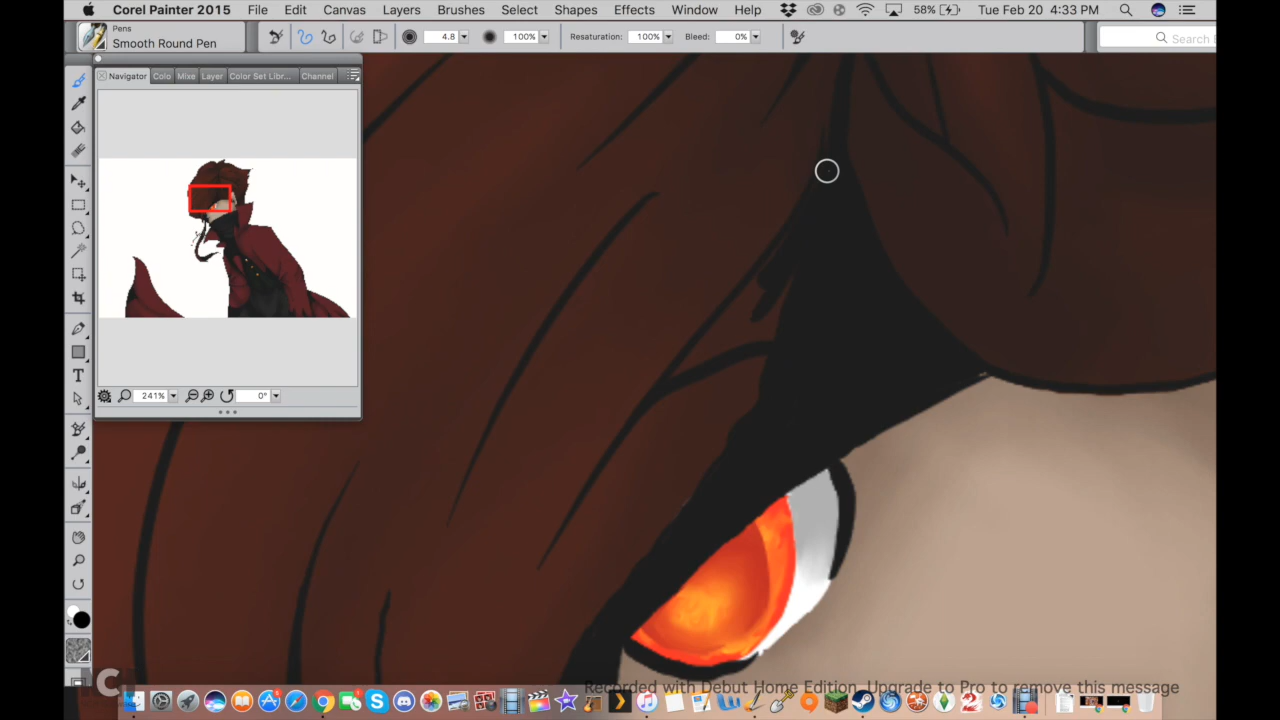 Corel Painter 2015 File Edit Canvas Layers Brushes Select Shapes Effects Window Help 58% Tue Feb 20 4:33 PM
Pens
Smooth Round Pen
4.8 100% Resaturation: 100% Bleed: 0% Search
Navigator Colo Mixe Layer Color Set Libr... Channel
241% 0°
T
Recorded with Debut Home Edition. Upgrade to Pro to remove this message